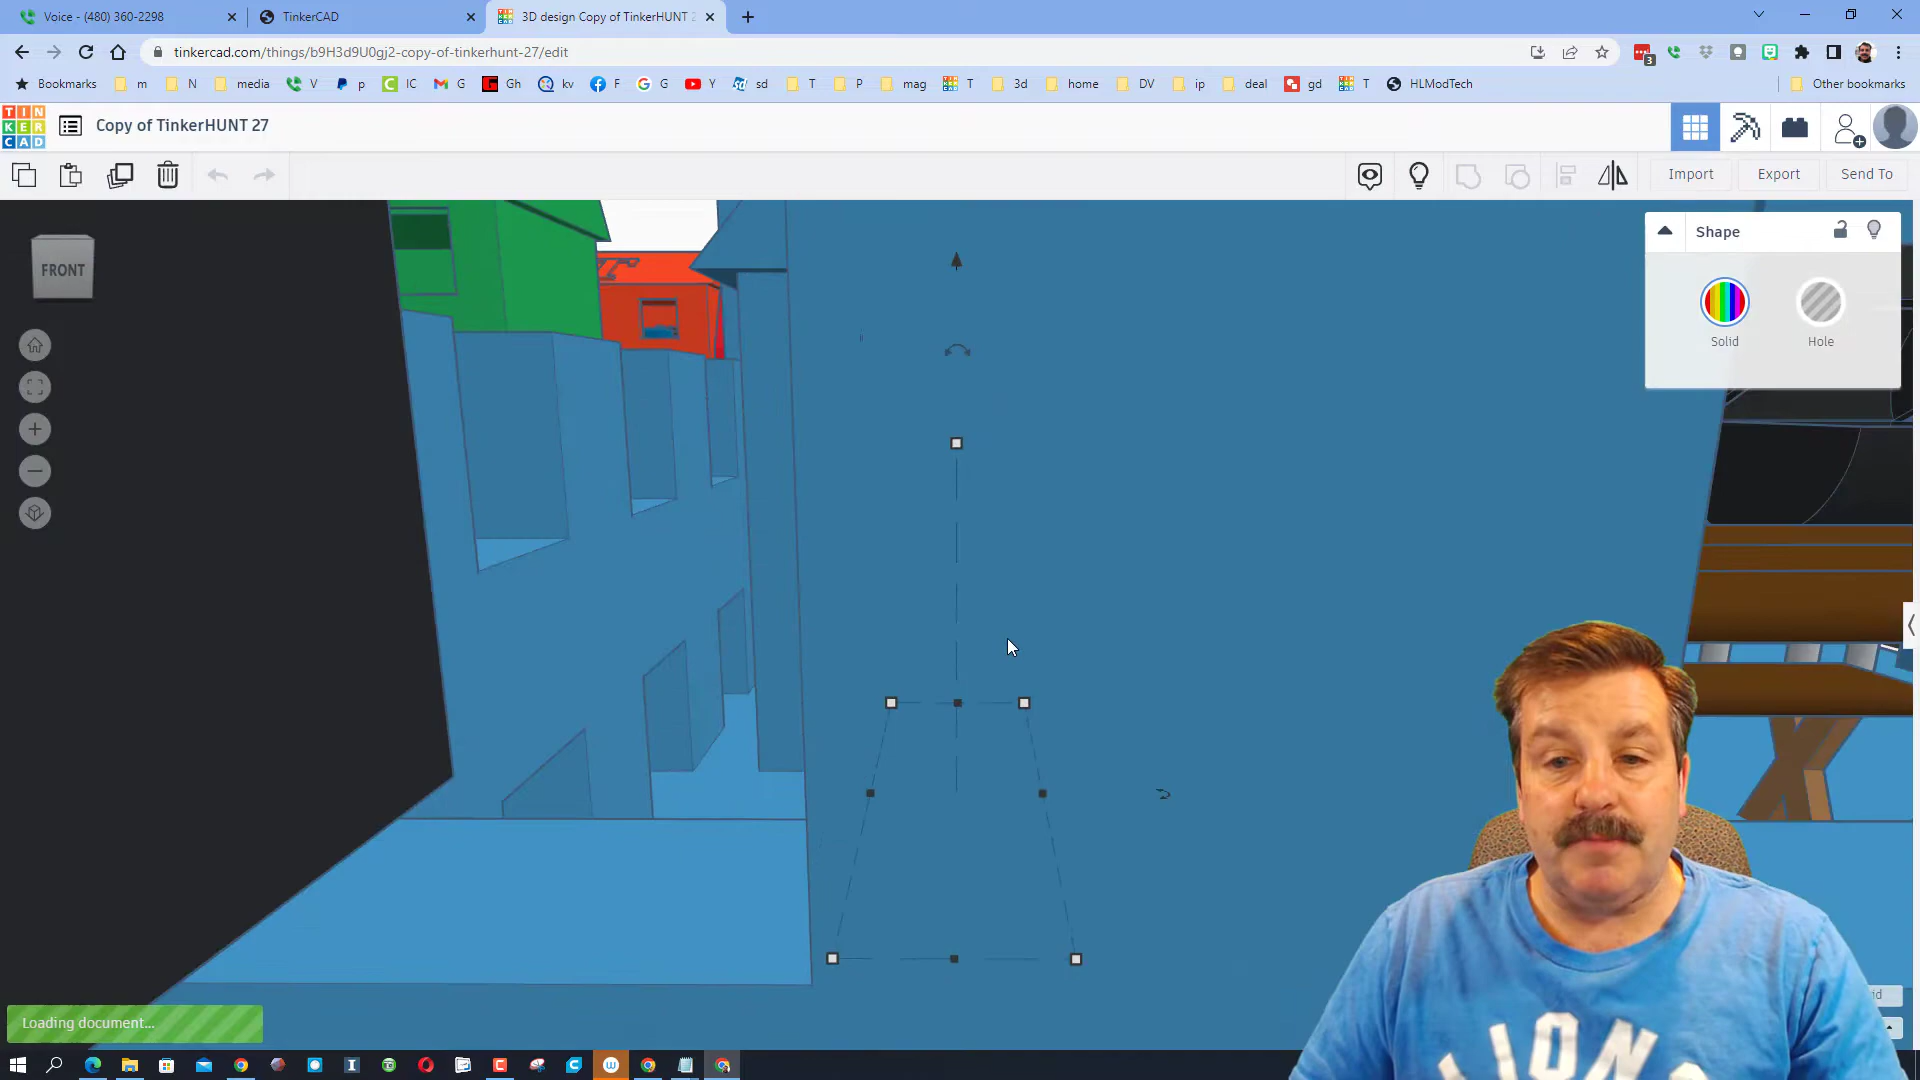 Voice - (480) 360-2298
TinkerCAD
3D design Copy of TinkerHUNT 2
tinkercad.com/things/b9H3d9U0gj2-copy-of-tinkerhunt-27/edit
3
Bookmarks m N media V p IC G Gh kv F G Y sd T P mag T 3d home DV ip deal gd T HLModTech Other bookmarks
TIN
KER
CAD
Copy of TinkerHUNT 27
Import
Export
Send To
FRONT
Shape
Solid
Hole
Loading document...
LIONS